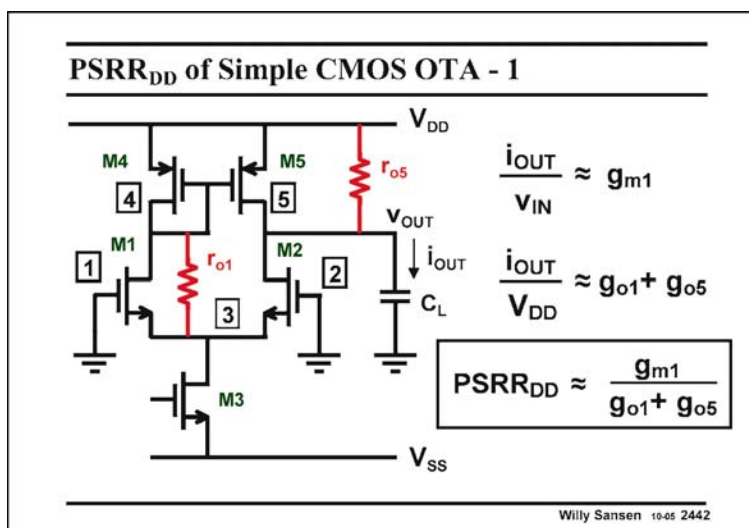 PSRR_DD of Simple CMOS OTA - 1
V_DD
M4
M5
r_o5
4
5
v_OUT
i_OUT
M1
M2
1
r_o1
2
3
C_L
M3
V_SS
i_OUT / v_IN ≈ g_m1
i_OUT / V_DD ≈ g_o1 + g_o5
PSRR_DD ≈ g_m1 / g_o1 + g_o5
Willy Sansen 10-05 2442